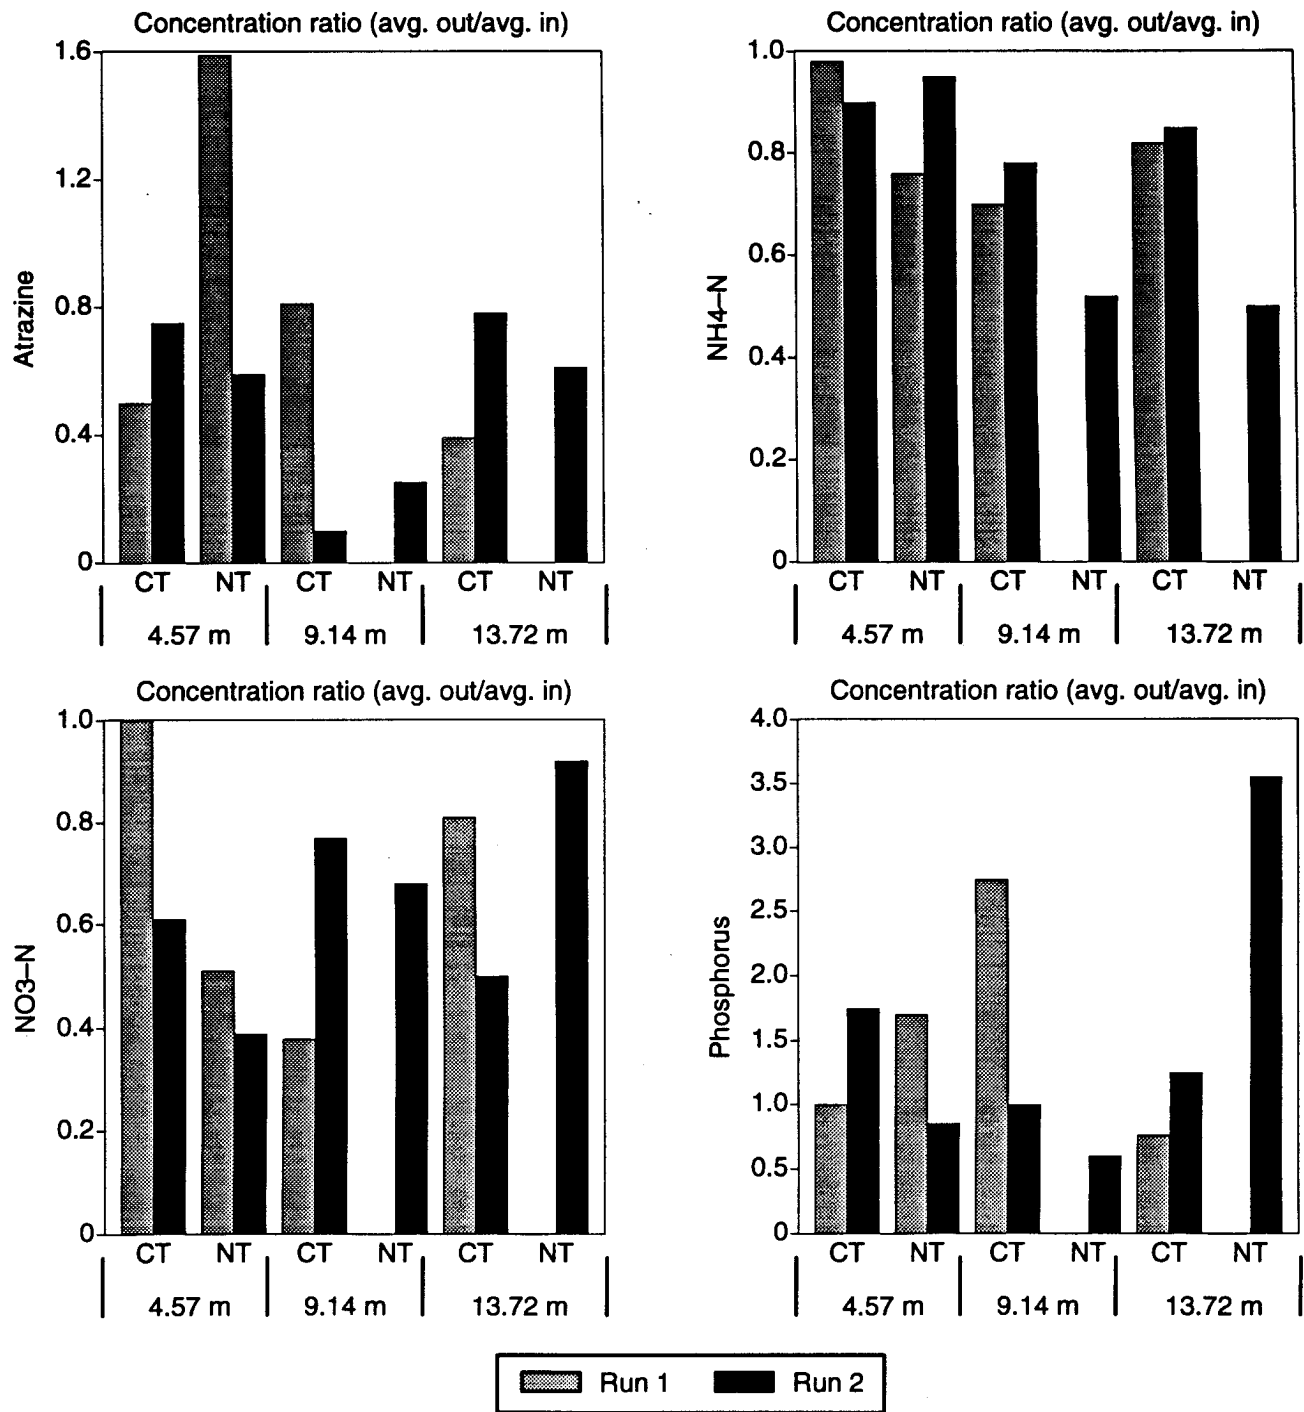 Concentration ratio (avg. out/avg. in)
Atrazine
1.6
1.2
0.8
0.4
0
CT NT CT NT CT NT
4.57 m 9.14 m 13.72 m
Concentration ratio (avg. out/avg. in)
NH4–N
1.0
0.8
0.6
0.4
0.2
0
CT NT CT NT CT NT
4.57 m 9.14 m 13.72 m
Concentration ratio (avg. out/avg. in)
NO3–N
1.0
0.8
0.6
0.4
0.2
0
CT NT CT NT CT NT
4.57 m 9.14 m 13.72 m
Concentration ratio (avg. out/avg. in)
Phosphorus
4.0
3.5
3.0
2.5
2.0
1.5
1.0
0.5
0
CT NT CT NT CT NT
4.57 m 9.14 m 13.72 m
Run 1 Run 2